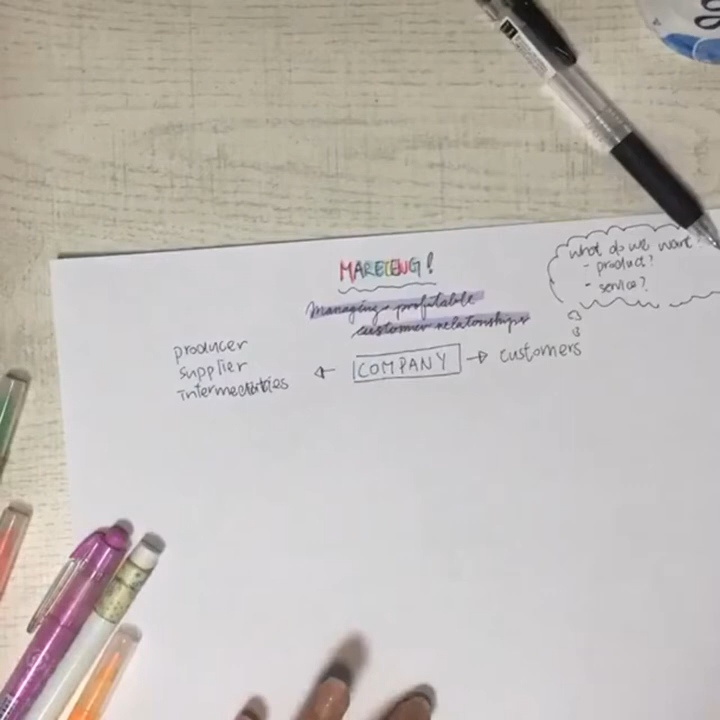 MARKETING!
Managing profitable
customer relationships
producer
supplier
intermediaries
← COMPANY → customers
what do we want?
- product?
- service?